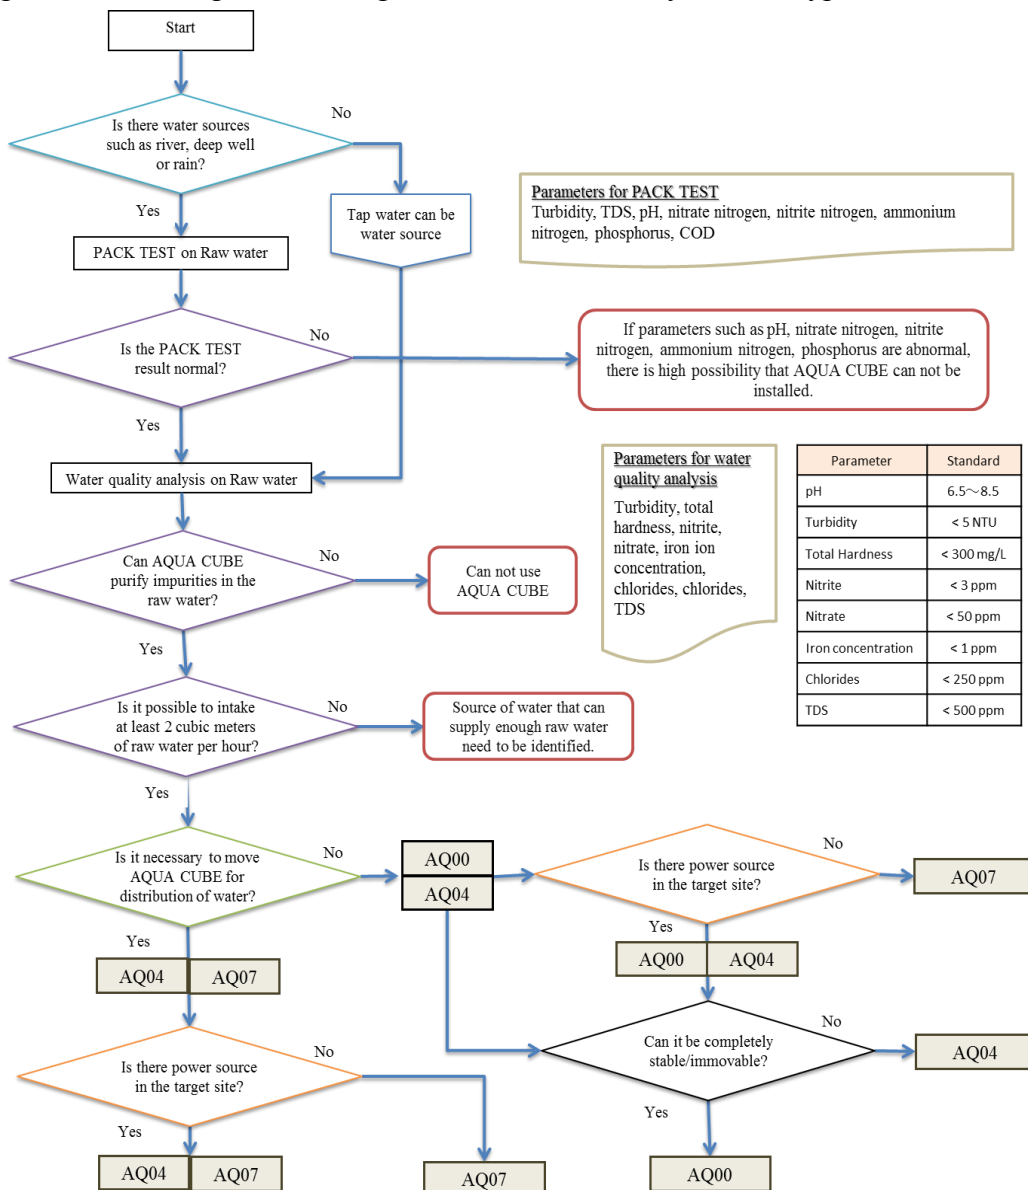 Start
No
Is there water sources
such as river, deep well
or rain?
Yes
Tap water can be
water source
Parameters for PACK TEST
Turbidity, TDS, pH, nitrate nitrogen, nitrite nitrogen, ammonium
nitrogen, phosphorus, COD
PACK TEST on Raw water
No
Is the PACK TEST
result normal?
If parameters such as pH, nitrate nitrogen, nitrite
nitrogen, ammonium nitrogen, phosphorus are abnormal,
there is high possibility that AQUA CUBE can not be
installed.
Yes
Water quality analysis on Raw water
Parameters for water
quality analysis
Turbidity, total
hardness, nitrite,
nitrate, iron ion
concentration,
chlorides, chlorides,
TDS
Parameter Standard
pH 6.5～8.5
Turbidity < 5 NTU
Total Hardness < 300 mg/L
Nitrite < 3 ppm
Nitrate < 50 ppm
Iron concentration < 1 ppm
Chlorides < 250 ppm
TDS < 500 ppm
Can AQUA CUBE
purify impurities in the
raw water?
No
Can not use
AQUA CUBE
Yes
Is it possible to intake
at least 2 cubic meters
of raw water per hour?
No
Source of water that can
supply enough raw water
need to be identified.
Yes
Is it necessary to move
AQUA CUBE for
distribution of water?
No
AQ00
AQ04
Is there power source
in the target site?
No
AQ07
Yes
AQ04 AQ07
Yes
AQ00 AQ04
Is there power source
in the target site?
No
Can it be completely
stable/immovable?
No
AQ04
Yes
AQ04 AQ07
AQ07
Yes
AQ00